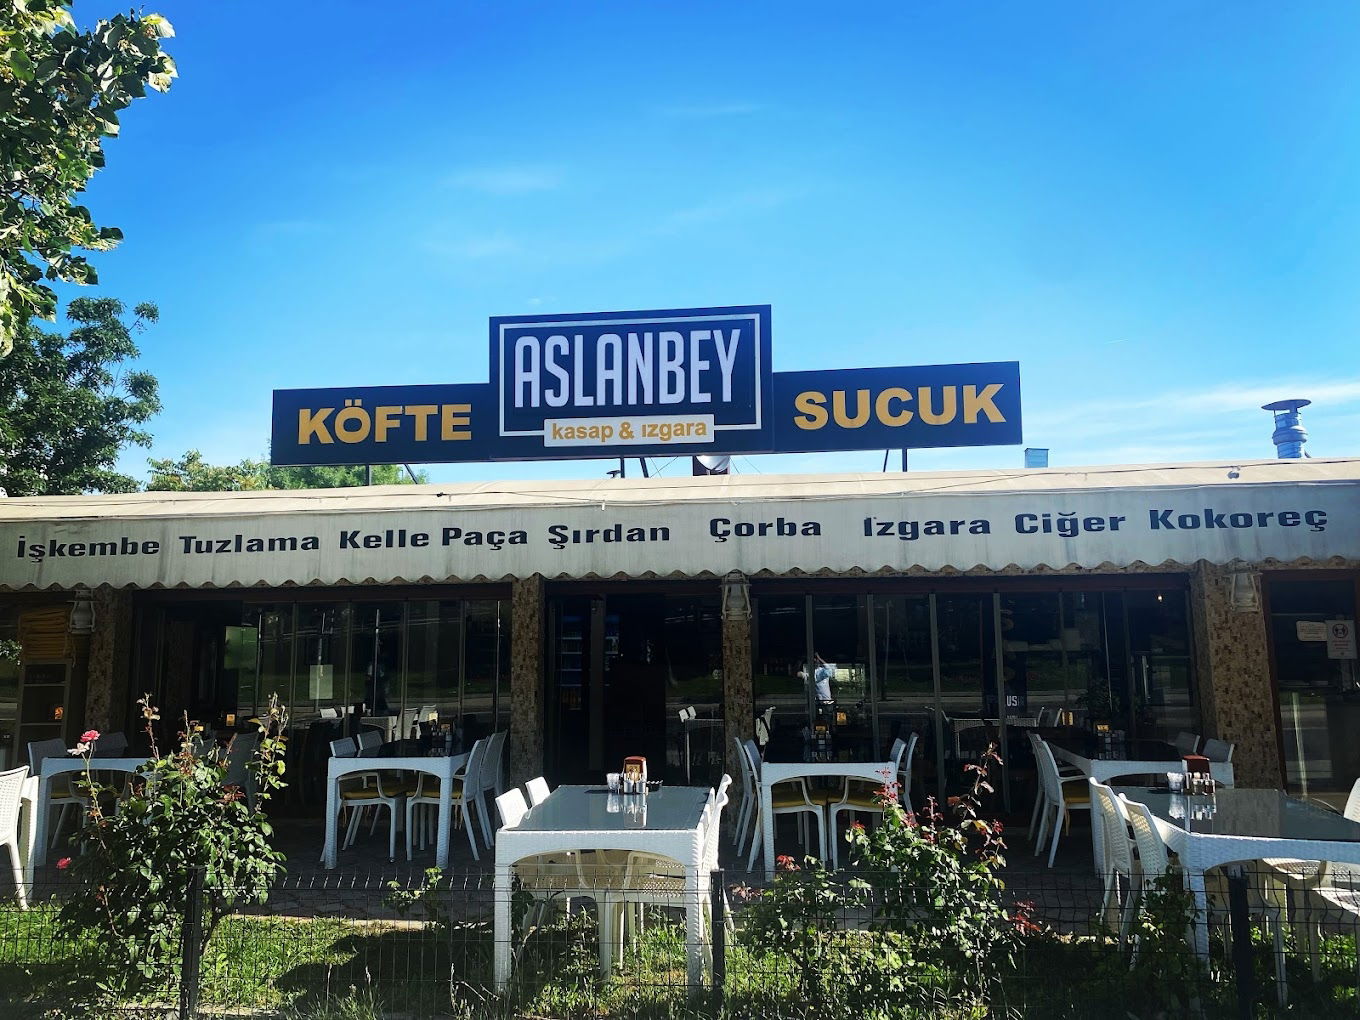 ASLANBEY
kasap & ızgara
KÖFTE
SUCUK
İşkembe Tuzlama Kelle Paça Şırdan Çorba Izgara Ciğer Kokoreç